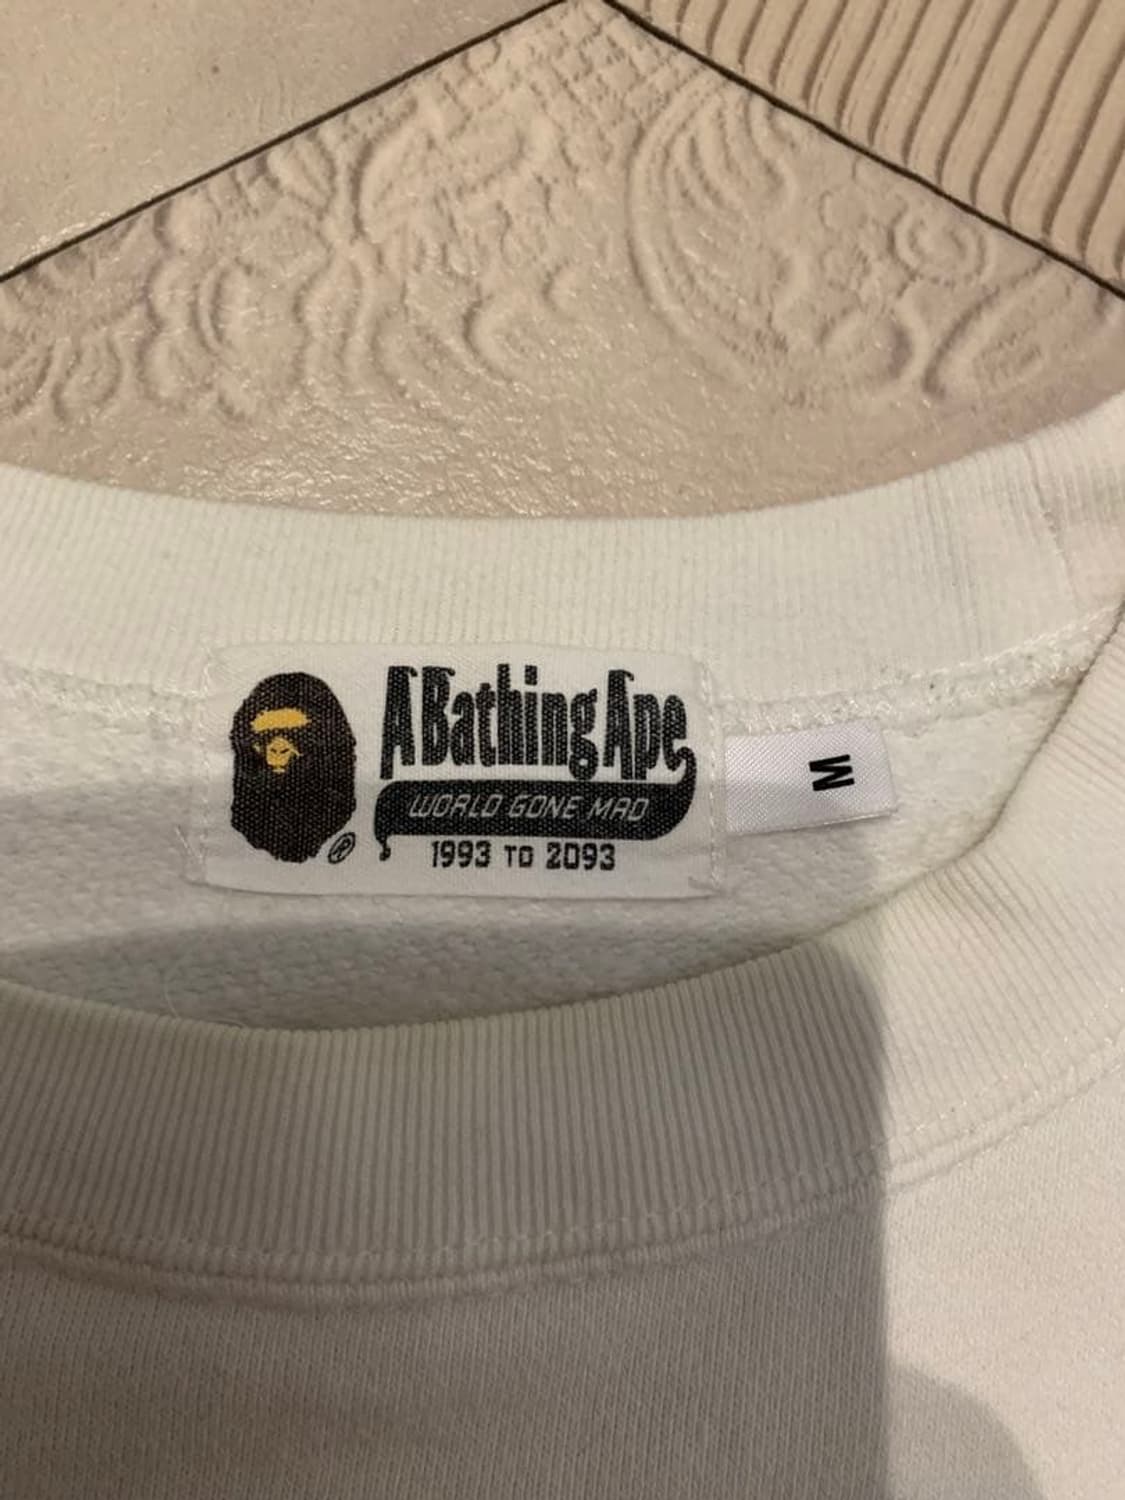 A Bathing Ape
WORLD GONE MAD
1993 TO 2093
®
M